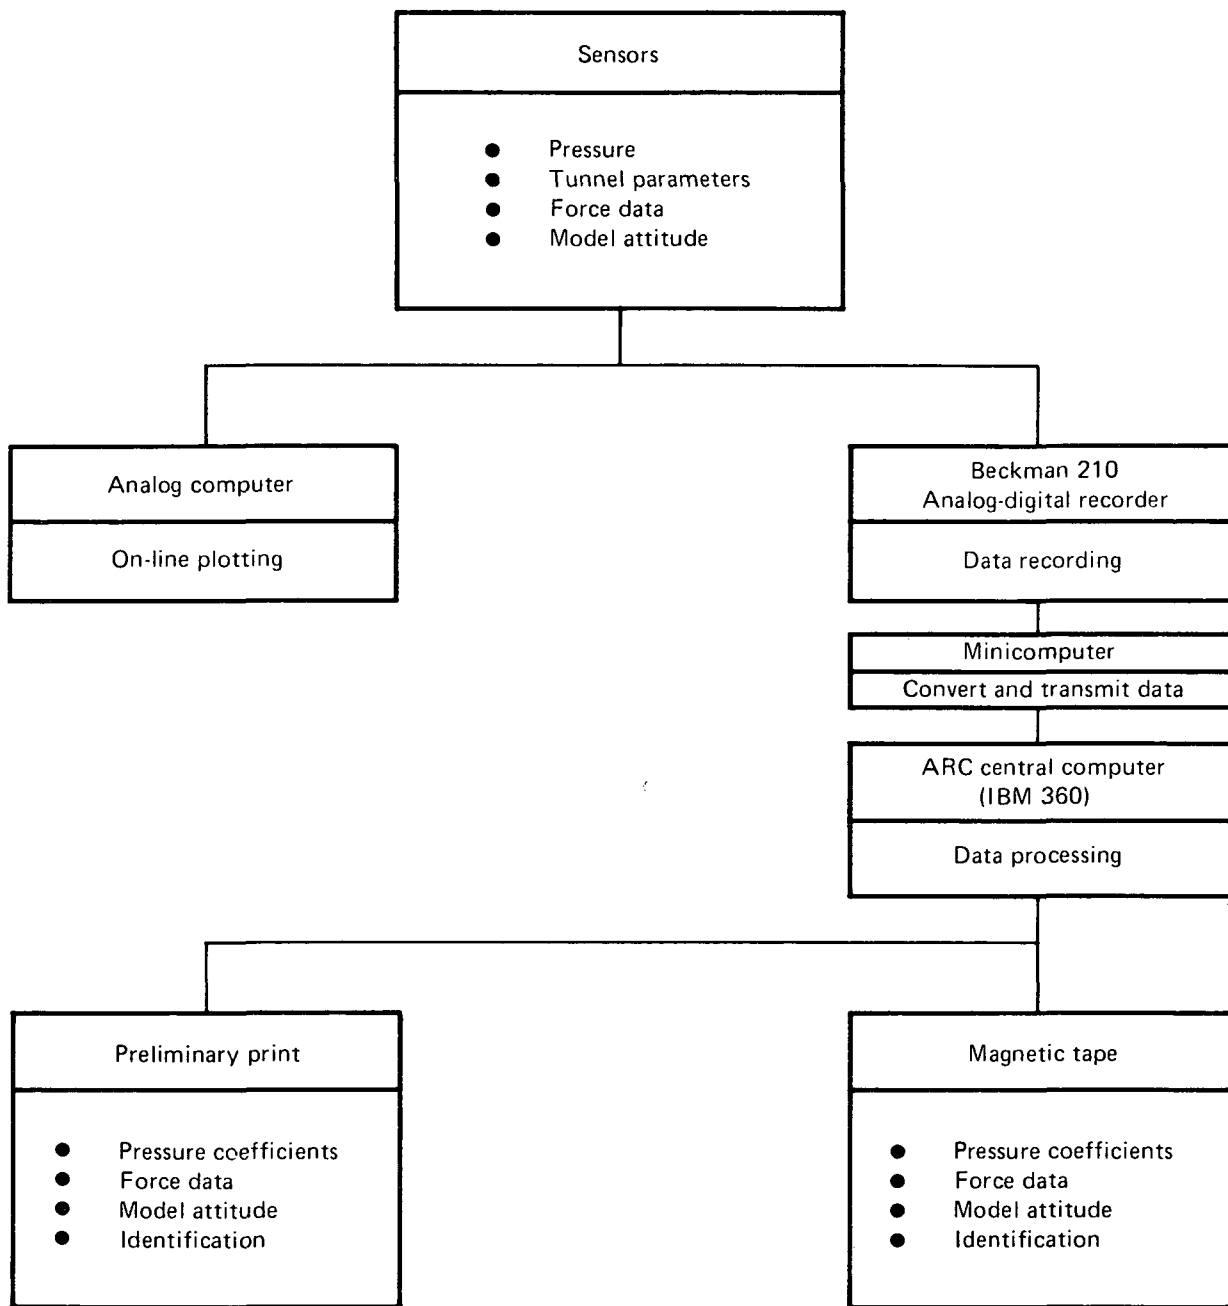 Sensors
● Pressure
● Tunnel parameters
● Force data
● Model attitude
Analog computer
On-line plotting
Beckman 210
Analog-digital recorder
Data recording
Minicomputer
Convert and transmit data
ARC central computer
(IBM 360)
Data processing
Preliminary print
● Pressure coefficients
● Force data
● Model attitude
● Identification
Magnetic tape
● Pressure coefficients
● Force data
● Model attitude
● Identification